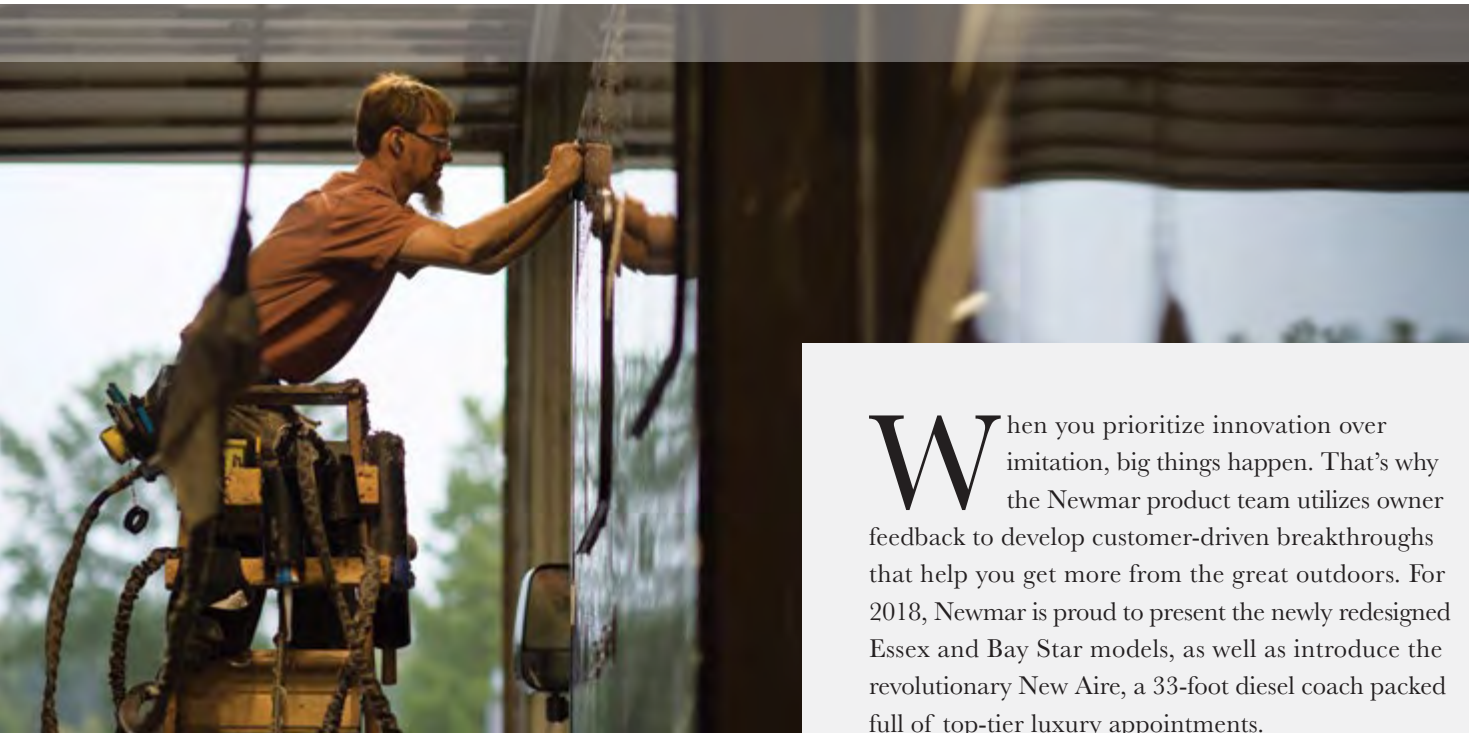 When you prioritize innovation over
imitation, big things happen. That’s why
the Newmar product team utilizes owner
feedback to develop customer-driven breakthroughs
that help you get more from the great outdoors. For
2018, Newmar is proud to present the newly redesigned
Essex and Bay Star models, as well as introduce the
revolutionary New Aire, a 33-foot diesel coach packed
full of top-tier luxury appointments.